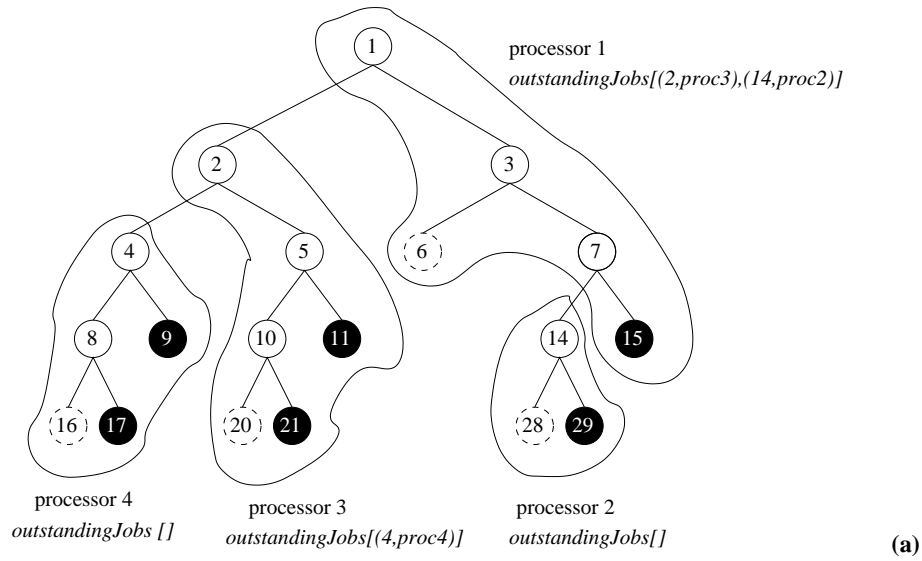 1
processor 1
outstandingJobs[(2,proc3),(14,proc2)]
2
3
4
5
6
7
8
9
10
11
14
15
16
17
20
21
28
29
processor 4
outstandingJobs []
processor 3
outstandingJobs[(4,proc4)]
processor 2
outstandingJobs[]
(a)